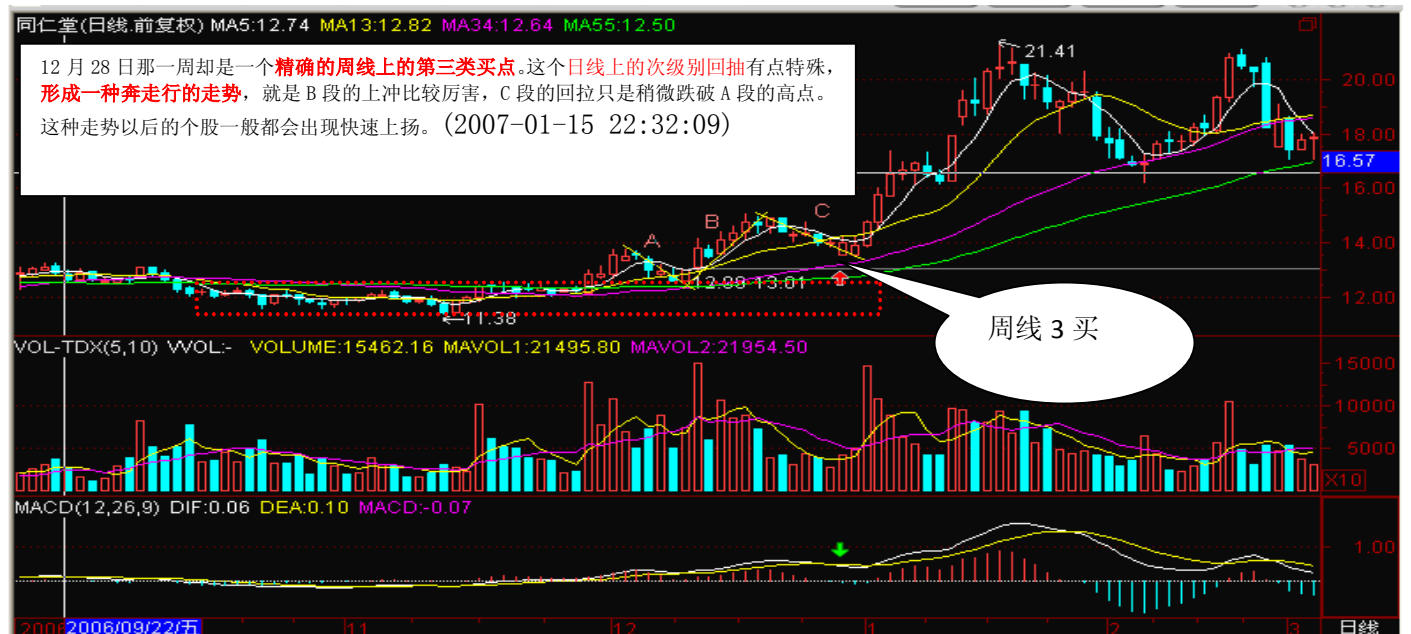 同仁堂(日线.前复权) MA5:12.74 MA13:12.82 MA34:12.64 MA55:12.50
12 月 28 日那一周却是一个精确的周线上的第三类买点。这个日线上的次级别回抽有点特殊，
形成一种奔走行的走势，就是 B 段的上冲比较厉害，C 段的回拉只是稍微跌破 A 段的高点。
这种走势以后的个股一般都会出现快速上扬。(2007-01-15 22:32:09)
21.41
20.00
18.00
16.57
16.00
A B C
14.00
13.01
12.00
←11.38
周线 3 买
VOL-TDX(5,10) VVOL:- VOLUME:15462.16 MAVOL1:21495.80 MAVOL2:21954.50
15000
10000
5000
X10
MACD(12,26,9) DIF:0.06 DEA:0.10 MACD:-0.07
1.00
2006 2006/09/22/五 11 12 1 2 3 日线